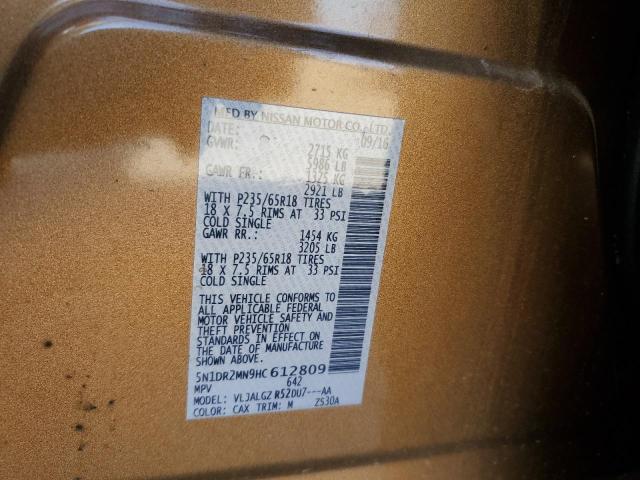 MFD BY NISSAN MOTOR CO.,LTD.
DATE: 09/16
GVWR: 2715 KG
5986 LB
GAWR FR.: 1325 KG
2921 LB
WITH P235/65R18 TIRES
18 X 7.5 RIMS AT 33 PSI
COLD SINGLE
GAWR RR.: 1454 KG
3205 LB
WITH P235/65R18 TIRES
18 X 7.5 RIMS AT 33 PSI
COLD SINGLE
THIS VEHICLE CONFORMS TO
ALL APPLICABLE FEDERAL
MOTOR VEHICLE SAFETY AND
THEFT PREVENTION
STANDARDS IN EFFECT ON
THE DATE OF MANUFACTURE
SHOWN ABOVE.
5N1DR2MN9HC612809
MPV 642
MODEL: VLJALGZ R52DU7---AA
COLOR: CAX TRIM: M ZS30A